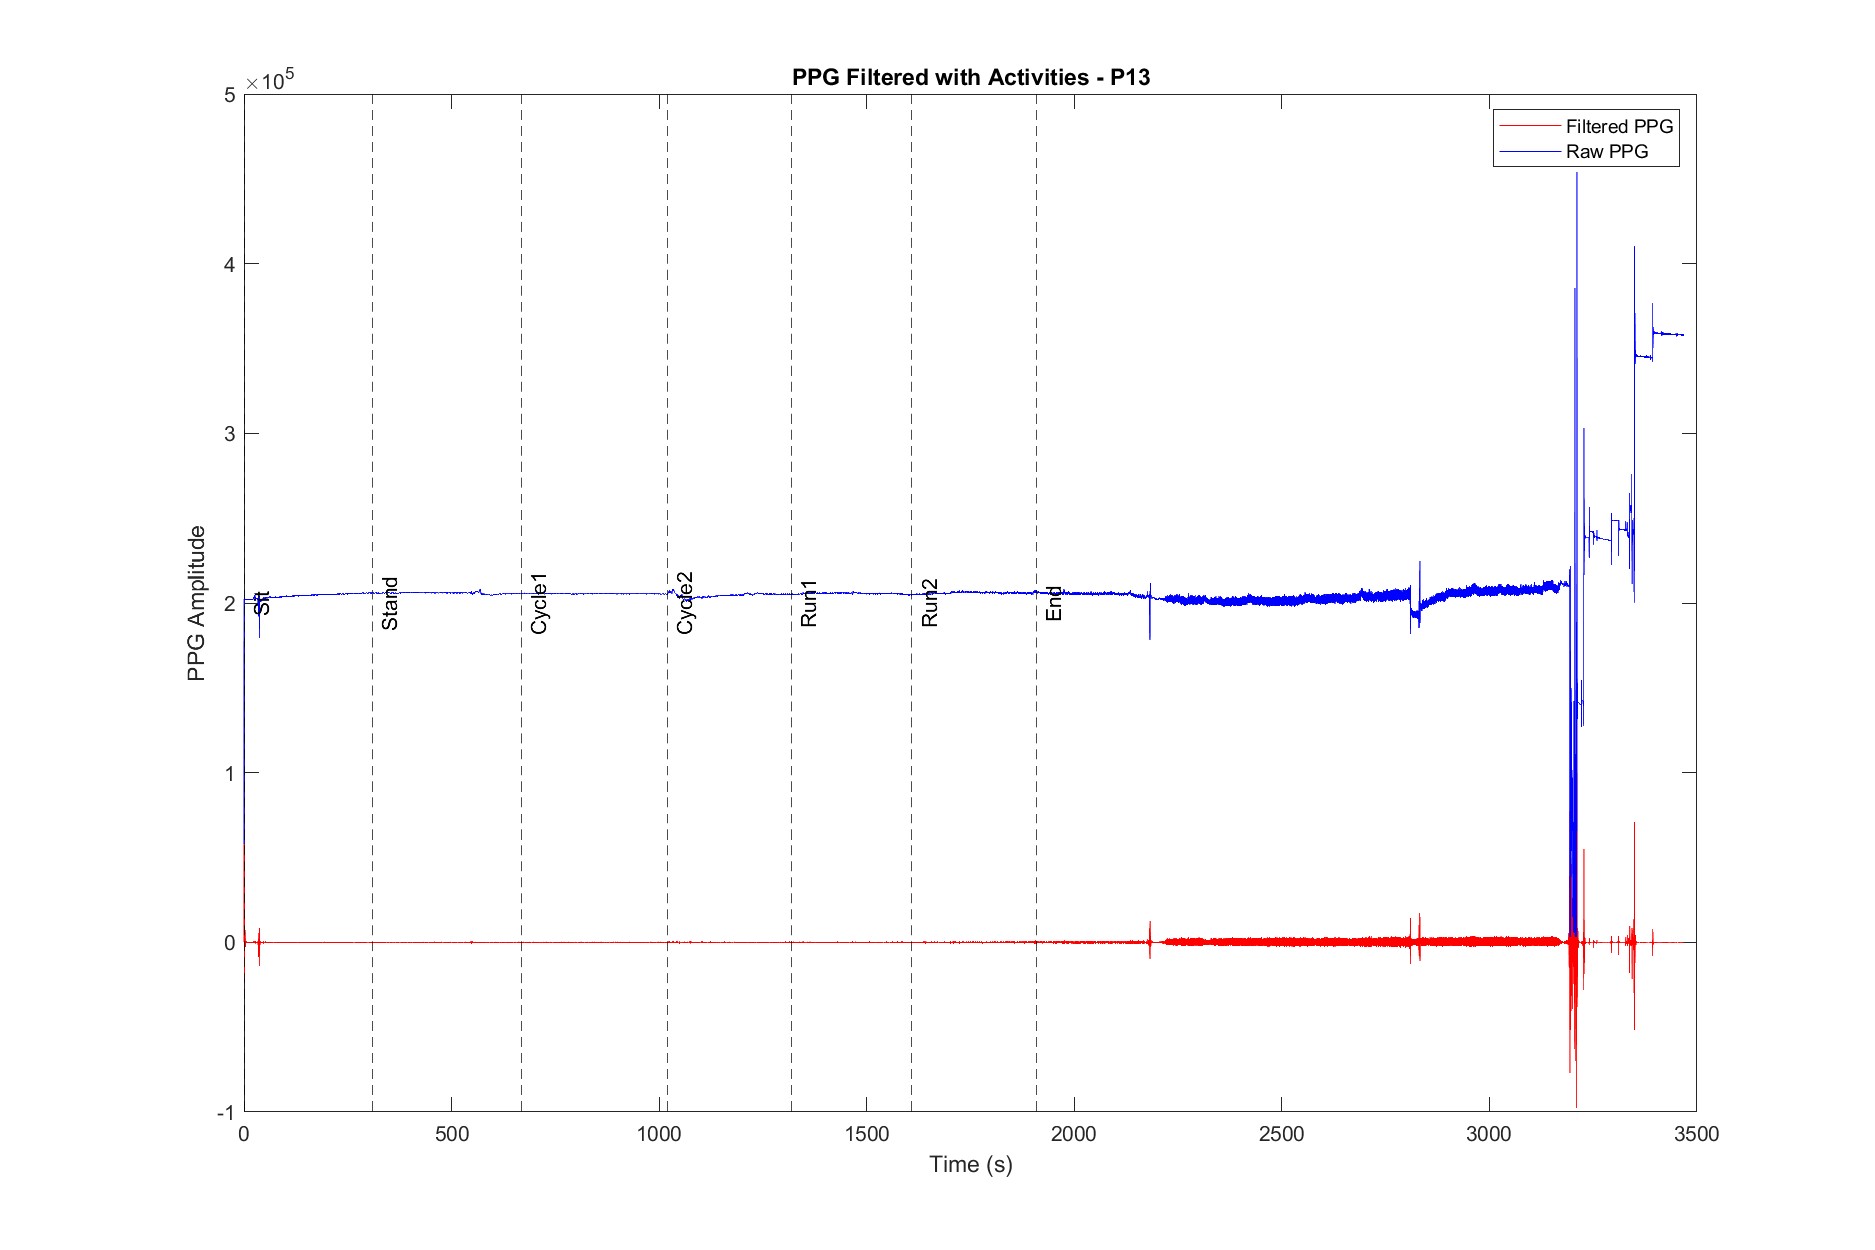 PPG Filtered with Activities - P13
×10^5
5
4
3
2
1
0
-1
PPG Amplitude
Filtered PPG
Raw PPG
Sit
Stand
Cycle1
Cycle2
Run1
Run2
End
0 500 1000 1500 2000 2500 3000 3500
Time (s)